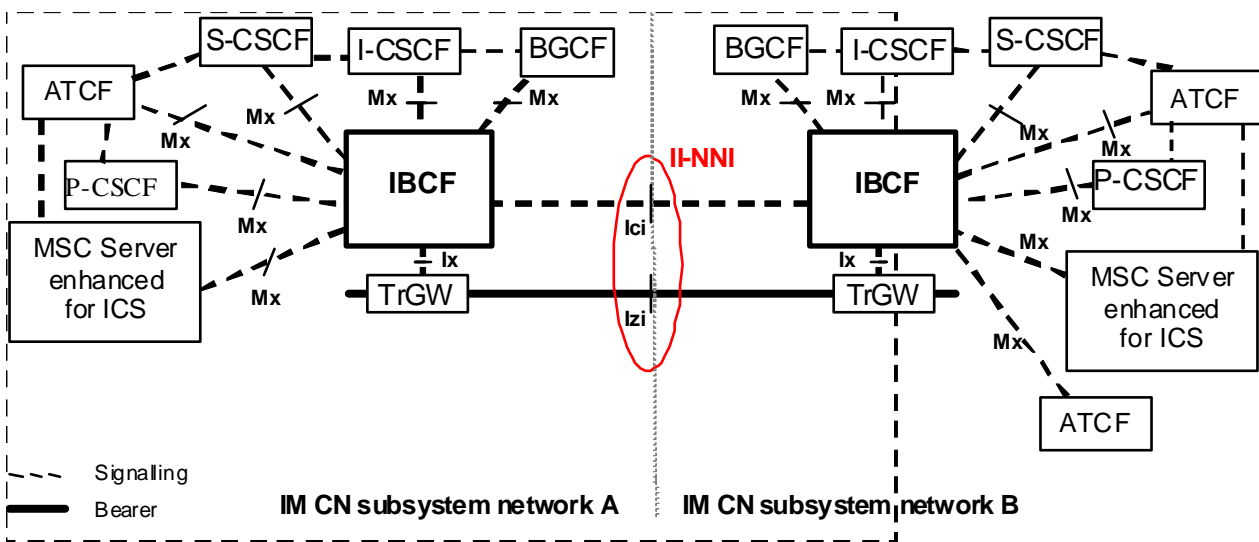 S-CSCF
I-CSCF
BGCF
BGCF
I-CSCF
S-CSCF
ATCF
ATCF
Mx
Mx
Mx
Mx
Mx
Mx
Mx
Mx
Mx
II-NNI
P-CSCF
IBCF
IBCF
P-CSCF
Mx
Mx
Ici
MSC Server
enhanced
for ICS
Mx
MSC Server
enhanced
for ICS
Mx
Ix
Ix
TrGW
TrGW
Izi
Mx
ATCF
Signalling
Bearer
IM CN subsystem network A
IM CN subsystem network B